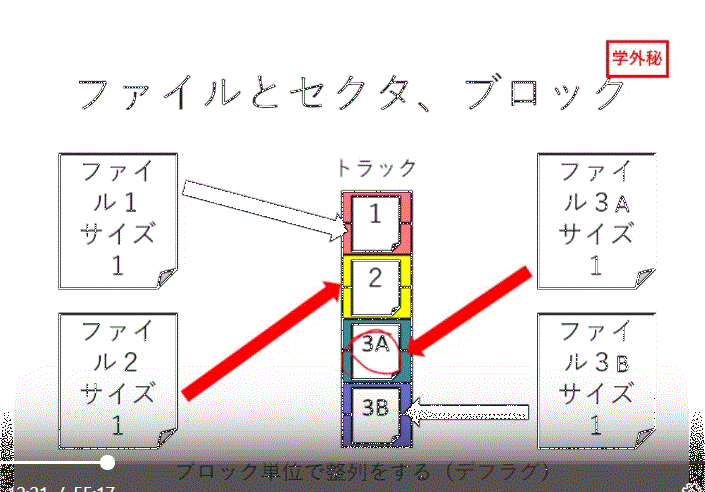 学外秘
ファイルとセクタ、ブロック
ファイ
ル1
サイズ
1
トラック
1
2
3A
3B
ファイ
ル3A
サイズ
1
ファイ
ル2
サイズ
1
ファイ
ル3B
サイズ
1
ブロック単位で整列をする（デフラグ）
12:21 / 55:17